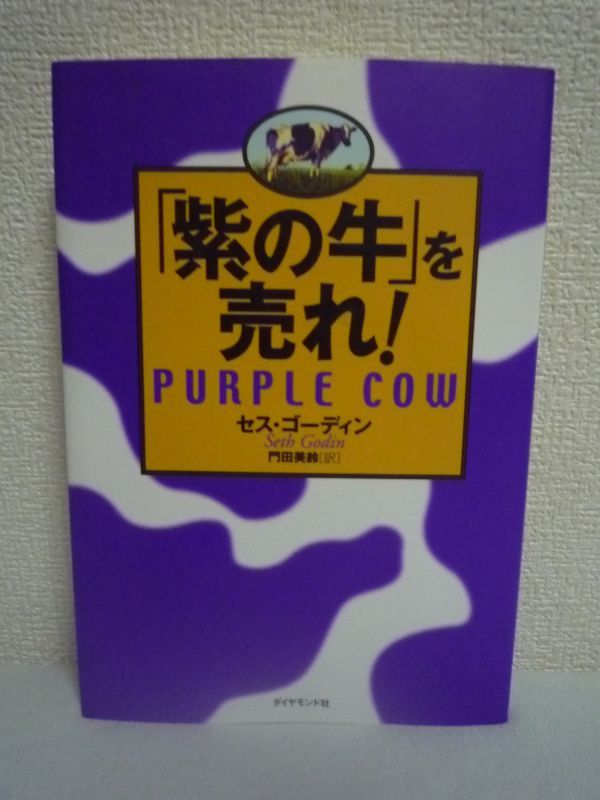 「紫の牛」を
売れ!
PURPLE COW
セス・ゴーディン
Seth Godin
門田美鈴[訳]
ダイヤモンド社